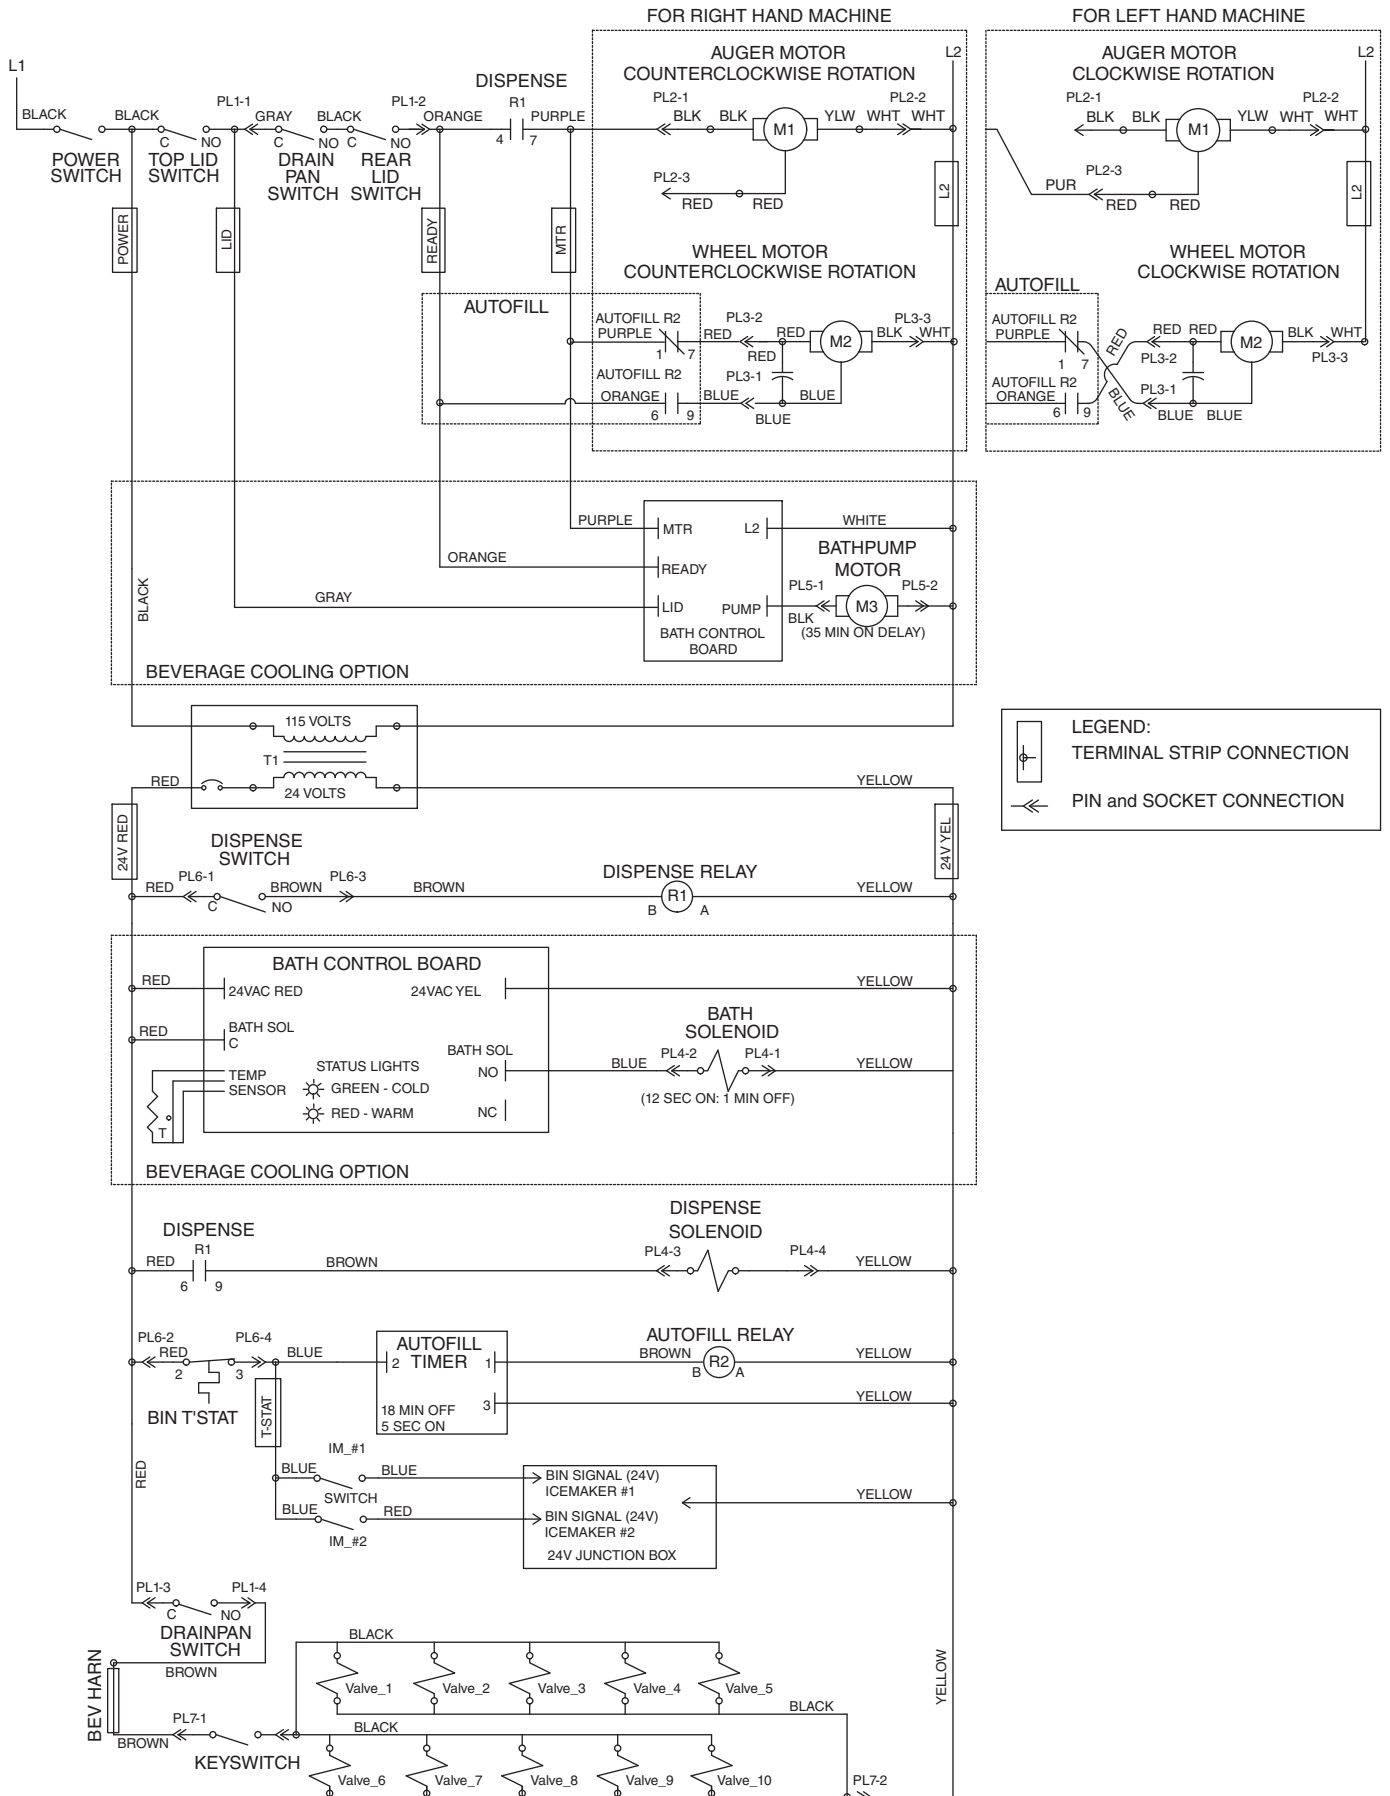 FOR RIGHT HAND MACHINE
FOR LEFT HAND MACHINE
L1
BLACK
POWER
SWITCH
BLACK
C
NO
TOP LID
SWITCH
PL1-1
GRAY
C
NO
DRAIN
PAN
SWITCH
BLACK
C
NO
REAR
LID
SWITCH
PL1-2
ORANGE
DISPENSE
R1
4
7
PURPLE
POWER
LID
READY
MTR
AUGER MOTOR
COUNTERCLOCKWISE ROTATION
L2
PL2-1
BLK
BLK
M1
YLW
WHT
PL2-2
WHT
PL2-3
RED
RED
L2
WHEEL MOTOR
COUNTERCLOCKWISE ROTATION
AUTOFILL
AUTOFILL R2
PURPLE
1
7
RED
PL3-2
RED
RED
M2
BLK
PL3-3
WHT
AUTOFILL R2
PL3-1
ORANGE
6
9
BLUE
BLUE
BLUE
AUGER MOTOR
CLOCKWISE ROTATION
L2
PL2-1
BLK
BLK
M1
YLW
WHT
PL2-2
WHT
PUR
PL2-3
RED
RED
L2
WHEEL MOTOR
CLOCKWISE ROTATION
AUTOFILL
AUTOFILL R2
PURPLE
1
7
RED
RED
RED
PL3-2
M2
BLK
WHT
PL3-3
AUTOFILL R2
ORANGE
6
9
BLUE
PL3-1
BLUE
BLUE
PURPLE
MTR
L2
WHITE
ORANGE
READY
BATHPUMP
MOTOR
BLACK
GRAY
LID
PUMP
PL5-1
BLK
M3
PL5-2
(35 MIN ON DELAY)
BATH CONTROL
BOARD
BEVERAGE COOLING OPTION
115 VOLTS
T1
24 VOLTS
RED
YELLOW
LEGEND:
TERMINAL STRIP CONNECTION
PIN and SOCKET CONNECTION
24V RED
24V YEL
DISPENSE
SWITCH
RED
PL6-1
C
NO
BROWN
PL6-3
BROWN
DISPENSE RELAY
B
R1
A
YELLOW
BATH CONTROL BOARD
RED
24VAC RED
24VAC YEL
YELLOW
RED
BATH SOL
C
BATH
SOLENOID
TEMP
SENSOR
T
STATUS LIGHTS
GREEN - COLD
RED - WARM
BATH SOL
NO
NC
BLUE
PL4-2
PL4-1
YELLOW
(12 SEC ON: 1 MIN OFF)
BEVERAGE COOLING OPTION
DISPENSE
R1
RED
6
9
BROWN
DISPENSE
SOLENOID
PL4-3
PL4-4
YELLOW
PL6-2
RED
2
3
PL6-4
BIN T'STAT
BLUE
AUTOFILL
TIMER
2
1
3
18 MIN OFF
5 SEC ON
AUTOFILL RELAY
BROWN
B
R2
A
YELLOW
YELLOW
T-STAT
RED
IM_#1
BLUE
BLUE
SWITCH
BLUE
RED
IM_#2
BIN SIGNAL (24V)
ICEMAKER #1
BIN SIGNAL (24V)
ICEMAKER #2
24V JUNCTION BOX
YELLOW
PL1-3
C
NO
PL1-4
DRAINPAN
SWITCH
BROWN
BEV HARN
BROWN
PL7-1
KEYSWITCH
BLACK
Valve_1
Valve_2
Valve_3
Valve_4
Valve_5
BLACK
BLACK
Valve_6
Valve_7
Valve_8
Valve_9
Valve_10
PL7-2
YELLOW